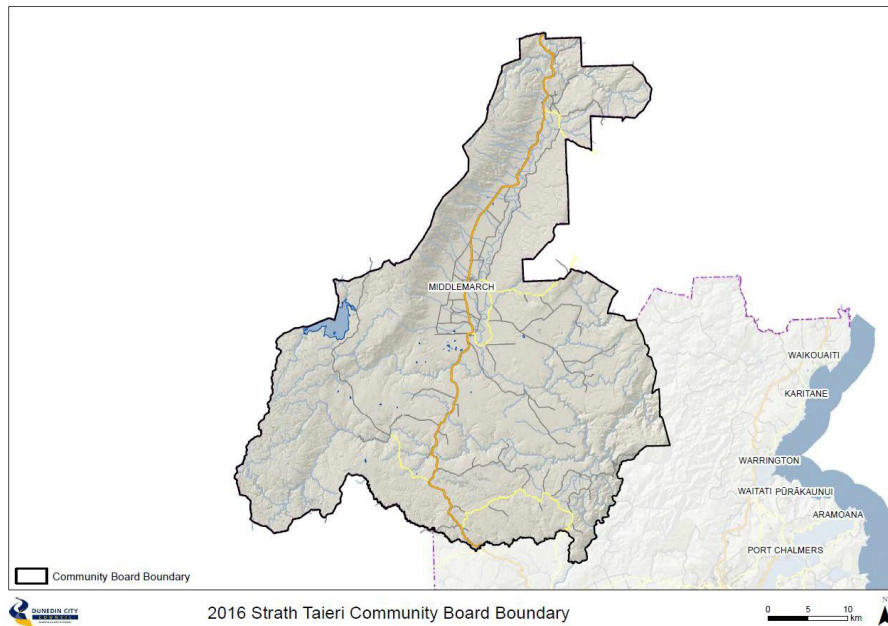 MIDDLEMARCH
WAIKOUAITI
KARITANE
WARRINGTON
WAITATI
PŪRĀKAUNUI
ARAMOANA
PORT CHALMERS
Community Board Boundary
DUNEDIN CITY
COUNCIL
2016 Strath Taieri Community Board Boundary
0 5 10
km
N